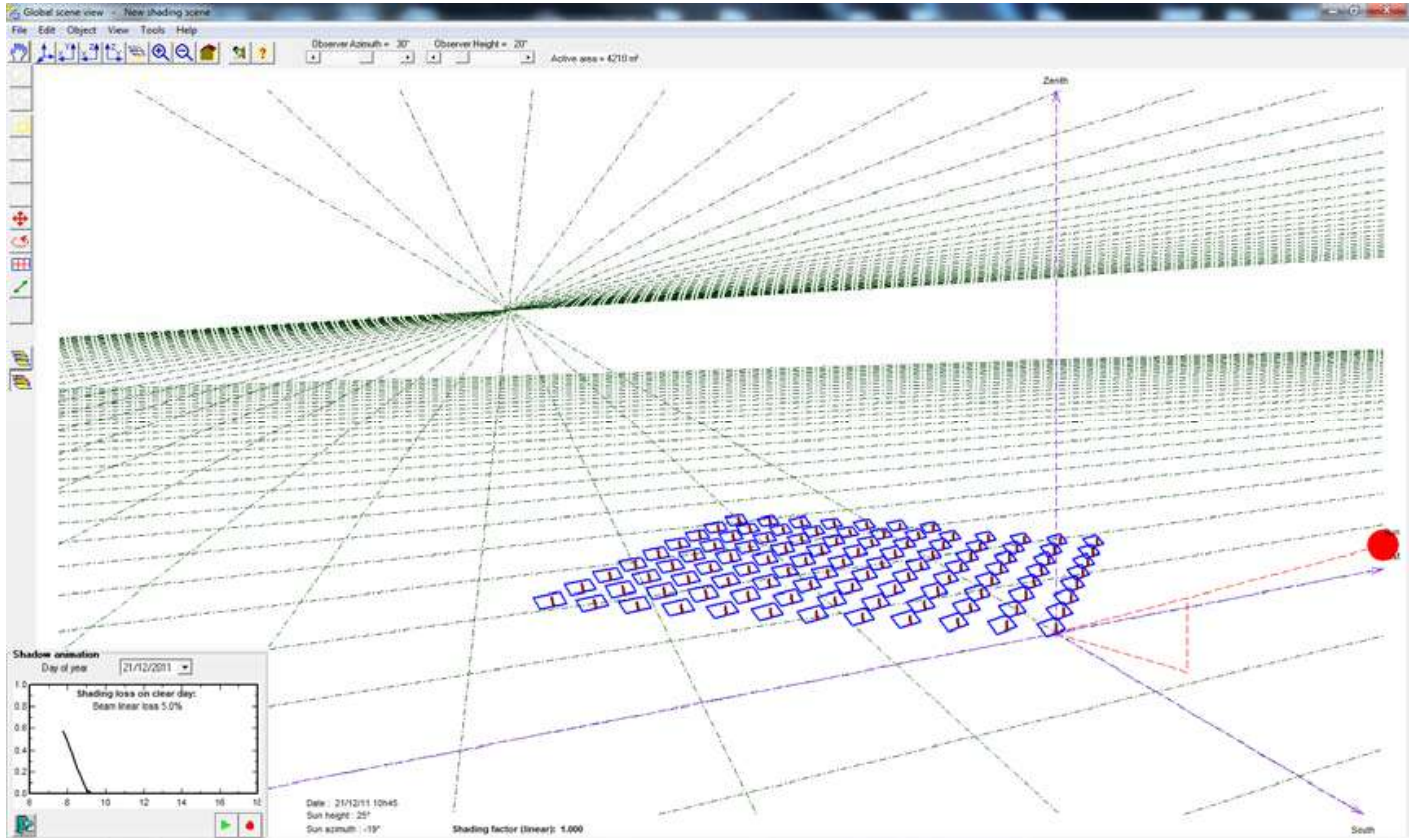 Global scene view - New shading scene
File Edit Object View Tools Help
Observer Azimuth = 30° Observer Height = 20°
Active area = 4210 m²
Zenith
Shadow animation
Day of year 21/12/2011
Shading loss on clear day:
Beam linear loss 5.0%
1.0
0.8
0.6
0.4
0.2
0.0
6 8 10 12 14 16 18
Date : 21/12/11 10h45
Sun height : 25°
Sun azimuth : -19°
Shading factor (linear): 1.000
South